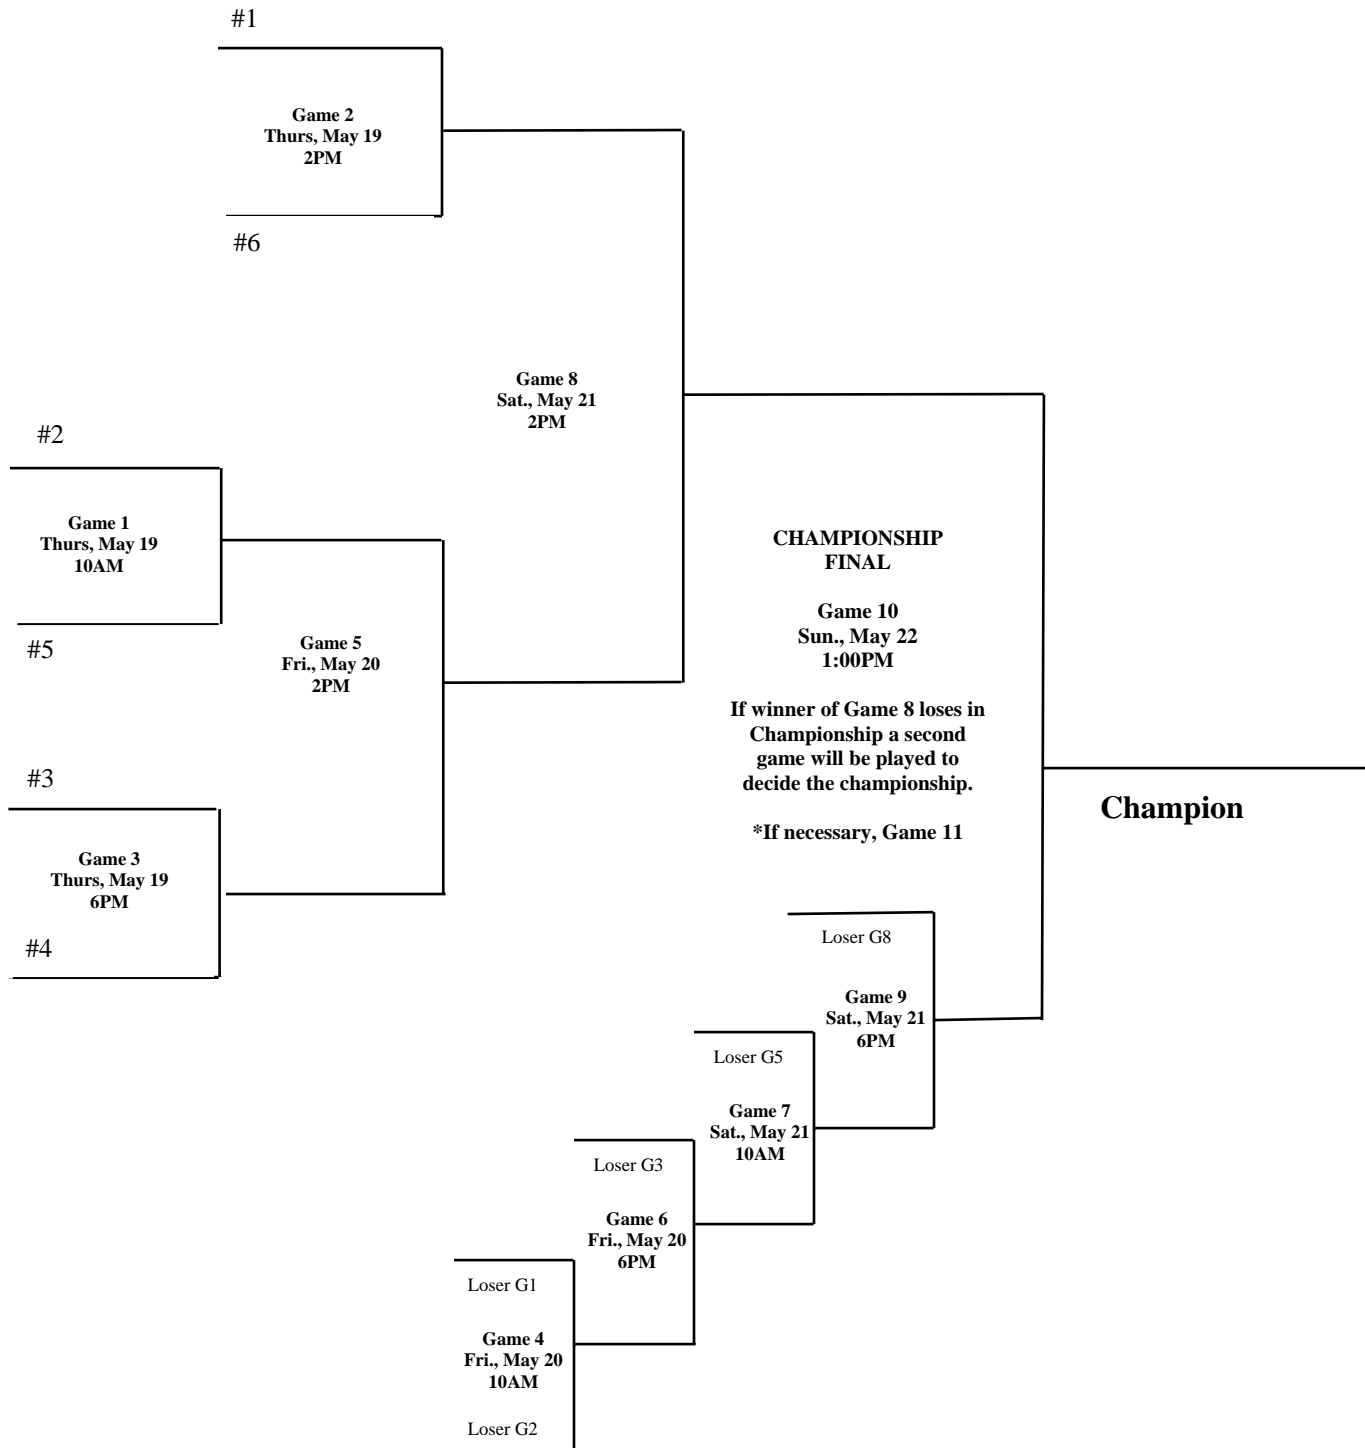 #1
Game 2
Thurs, May 19
2PM
#6
Game 8
Sat., May 21
2PM
#2
Game 1
Thurs, May 19
10AM
#5
Game 5
Fri., May 20
2PM
CHAMPIONSHIP
FINAL
Game 10
Sun., May 22
1:00PM
If winner of Game 8 loses in
Championship a second
game will be played to
decide the championship.
*If necessary, Game 11
#3
Game 3
Thurs, May 19
6PM
#4
Champion
Loser G8
Game 9
Sat., May 21
6PM
Loser G5
Game 7
Sat., May 21
10AM
Loser G3
Game 6
Fri., May 20
6PM
Loser G1
Game 4
Fri., May 20
10AM
Loser G2